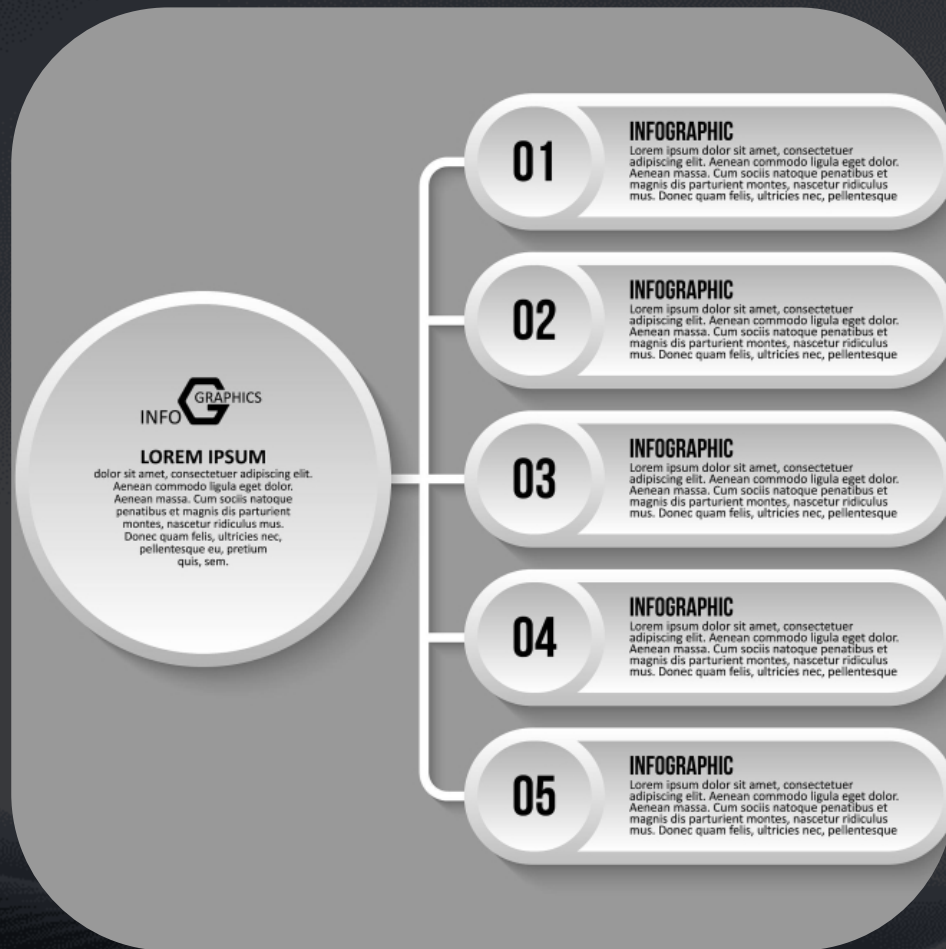 INFO GRAPHICS
LOREM IPSUM
dolor sit amet, consectetuer adipiscing elit.
Aenean commodo ligula eget dolor.
Aenean massa. Cum sociis natoque
penatibus et magnis dis parturient
montes, nascetur ridiculus mus.
Donec quam felis, ultricies nec,
pellentesque eu, pretium
quis, sem.
01
INFOGRAPHIC
Lorem ipsum dolor sit amet, consectetuer
adipiscing elit. Aenean commodo ligula eget dolor.
Aenean massa. Cum sociis natoque penatibus et
magnis dis parturient montes, nascetur ridiculus
mus. Donec quam felis, ultricies nec, pellentesque
02
INFOGRAPHIC
Lorem ipsum dolor sit amet, consectetuer
adipiscing elit. Aenean commodo ligula eget dolor.
Aenean massa. Cum sociis natoque penatibus et
magnis dis parturient montes, nascetur ridiculus
mus. Donec quam felis, ultricies nec, pellentesque
03
INFOGRAPHIC
Lorem ipsum dolor sit amet, consectetuer
adipiscing elit. Aenean commodo ligula eget dolor.
Aenean massa. Cum sociis natoque penatibus et
magnis dis parturient montes, nascetur ridiculus
mus. Donec quam felis, ultricies nec, pellentesque
04
INFOGRAPHIC
Lorem ipsum dolor sit amet, consectetuer
adipiscing elit. Aenean commodo ligula eget dolor.
Aenean massa. Cum sociis natoque penatibus et
magnis dis parturient montes, nascetur ridiculus
mus. Donec quam felis, ultricies nec, pellentesque
05
INFOGRAPHIC
Lorem ipsum dolor sit amet, consectetuer
adipiscing elit. Aenean commodo ligula eget dolor.
Aenean massa. Cum sociis natoque penatibus et
magnis dis parturient montes, nascetur ridiculus
mus. Donec quam felis, ultricies nec, pellentesque